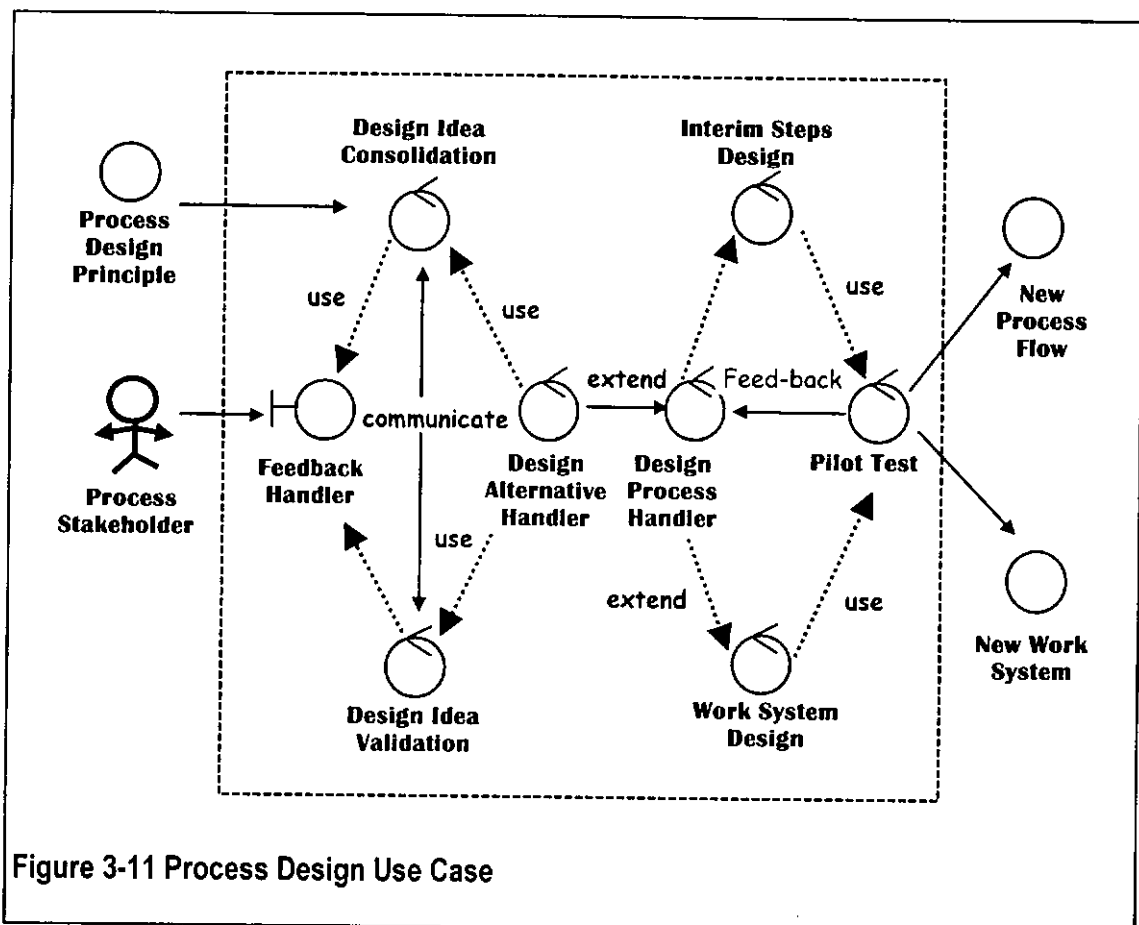 Design Idea
Consolidation
Interim Steps
Design
Process
Design
Principle
use
use
use
New
Process
Flow
extend
Feed-back
communicate
Feedback
Handler
Design
Alternative
Handler
Design
Process
Handler
Pilot Test
Process
Stakeholder
use
extend
use
New Work
System
Design Idea
Validation
Work System
Design
Figure 3-11 Process Design Use Case